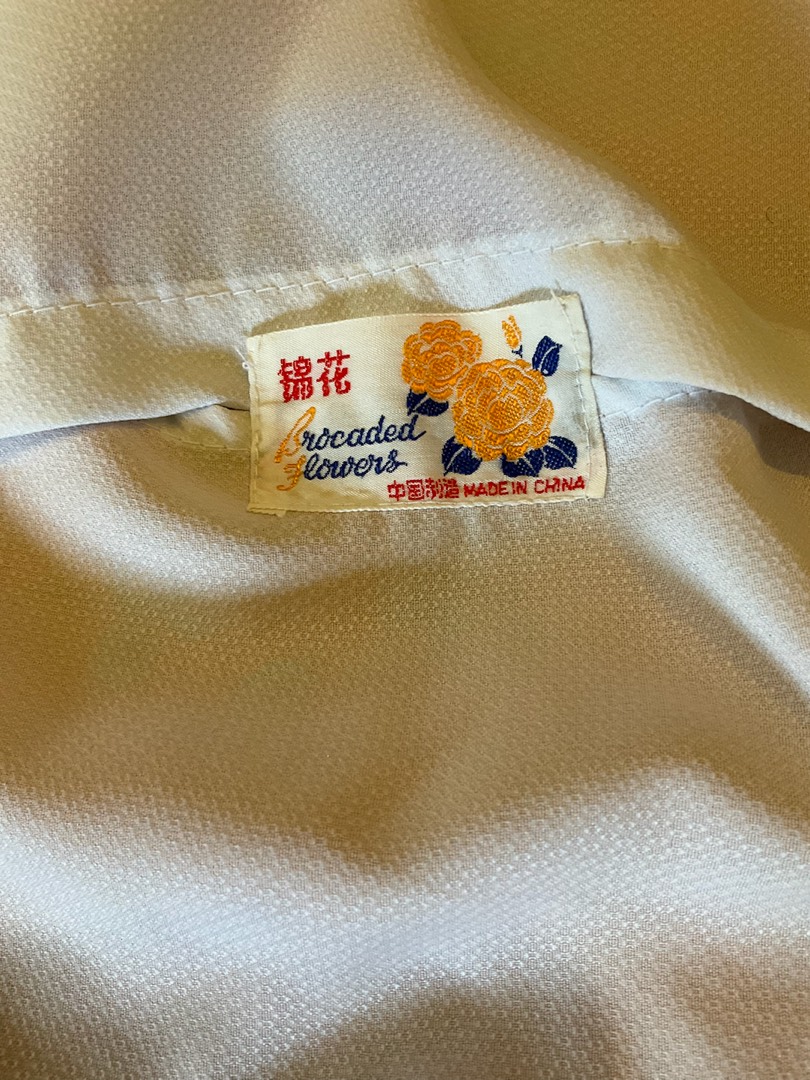 锦花
Brocaded
Flowers
中国制造 MADE IN CHINA